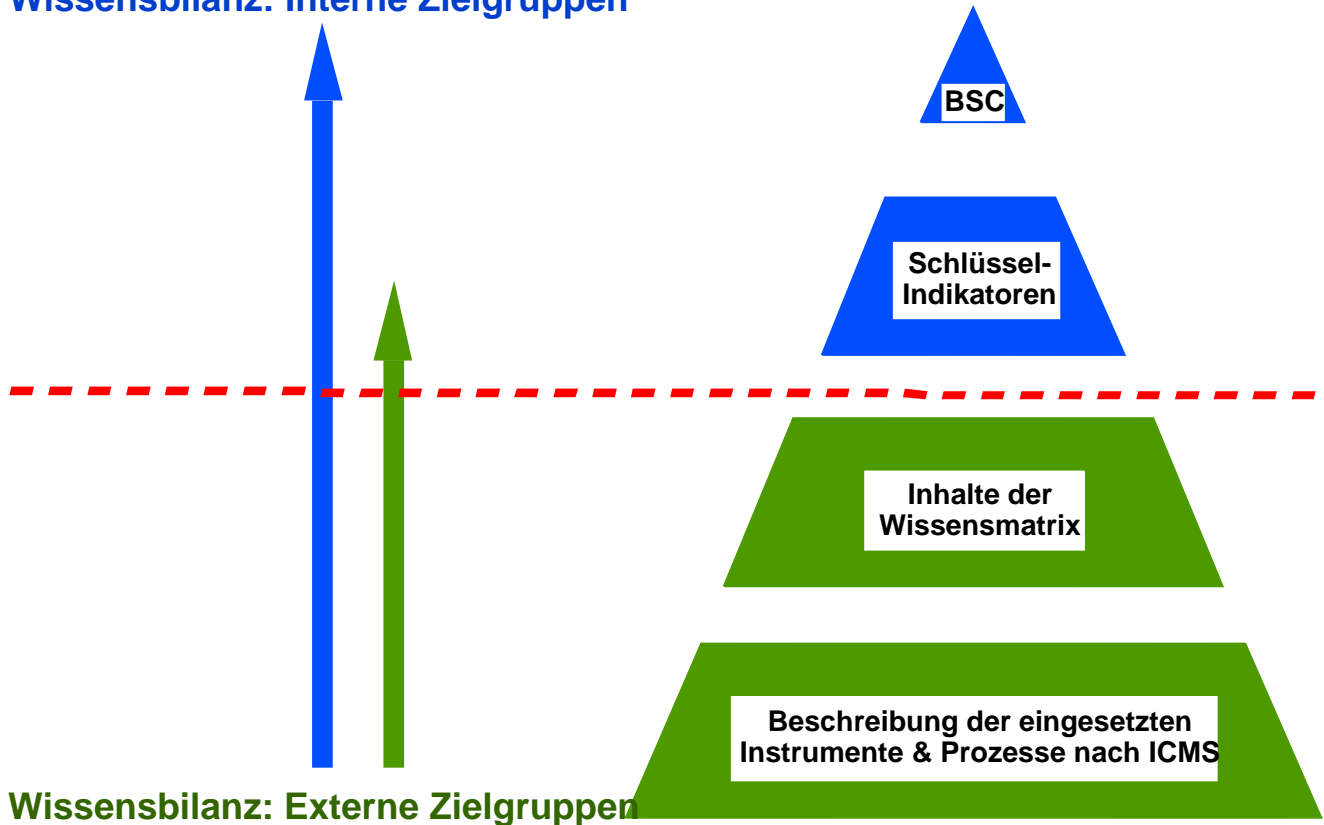 Wissensbilanz: Interne Zielgruppen
BSC
Schlüssel-
Indikatoren
Inhalte der
Wissensmatrix
Beschreibung der eingesetzten
Instrumente & Prozesse nach ICMS
Wissensbilanz: Externe Zielgruppen